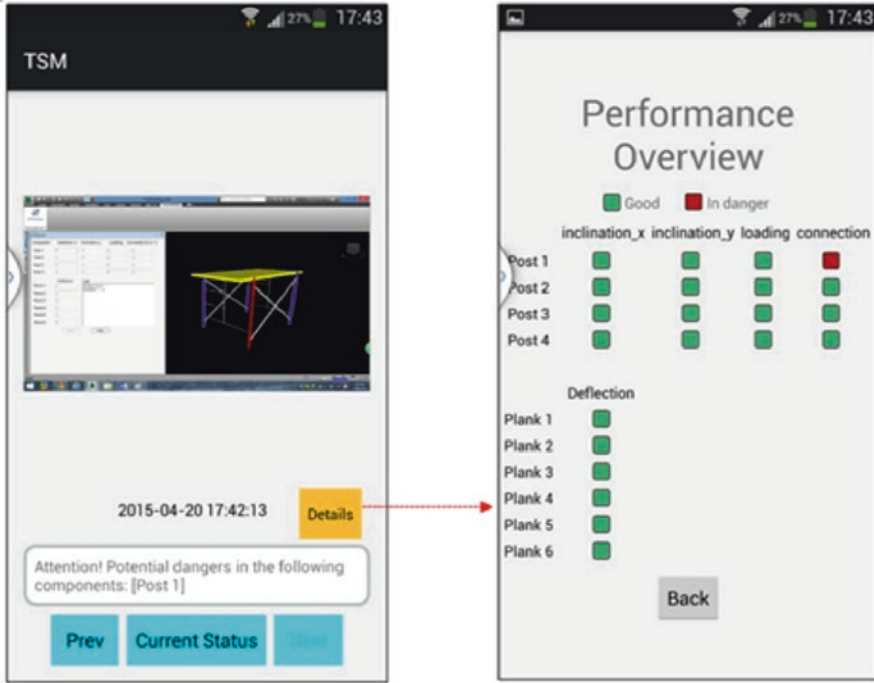 27% 17:43
TSM
2015-04-20 17:42:13
Details
Attention! Potential dangers in the following
components: [Post 1]
Prev
Current Status
27% 17:43
Performance
Overview
Good
In danger
inclination_x inclination_y loading connection
Post 1
Post 2
Post 3
Post 4
Deflection
Plank 1
Plank 2
Plank 3
Plank 4
Plank 5
Plank 6
Back